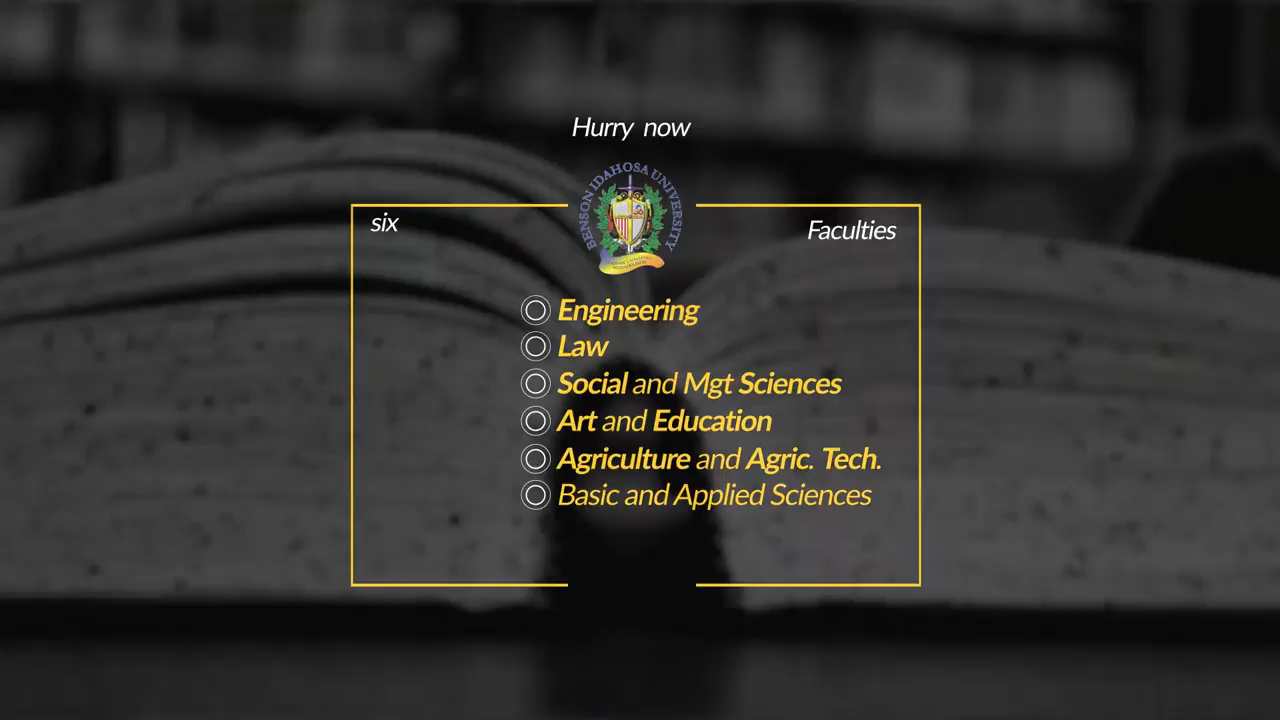 Hurry now
BENSON IDAHOSA UNIVERSITY
six
Faculties
Engineering
Law
Social and Mgt Sciences
Art and Education
Agriculture and Agric. Tech.
Basic and Applied Sciences